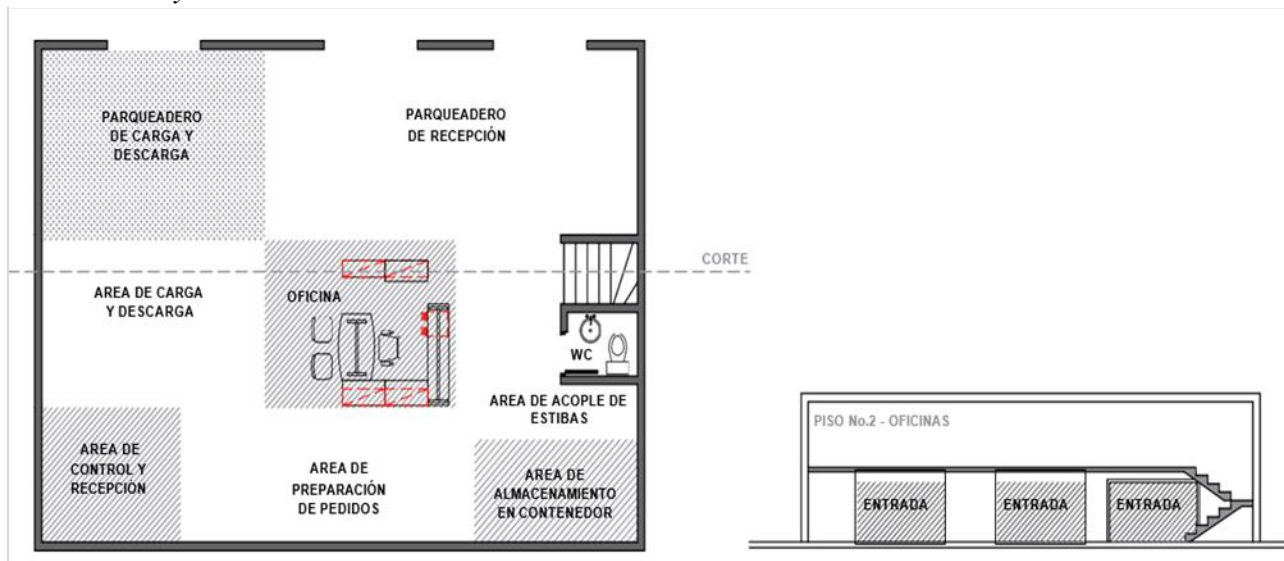 PARQUEADERO
DE CARGA Y
DESCARGA
PARQUEADERO
DE RECEPCIÓN
CORTE
AREA DE CARGA
Y DESCARGA
OFICINA
WC
AREA DE ACOPLE DE
ESTIBAS
AREA DE
CONTROL Y
RECEPCIÓN
AREA DE
PREPARACIÓN
DE PEDIDOS
AREA DE
ALMACENAMIENTO
EN CONTENEDOR
PISO No.2 - OFICINAS
ENTRADA
ENTRADA
ENTRADA